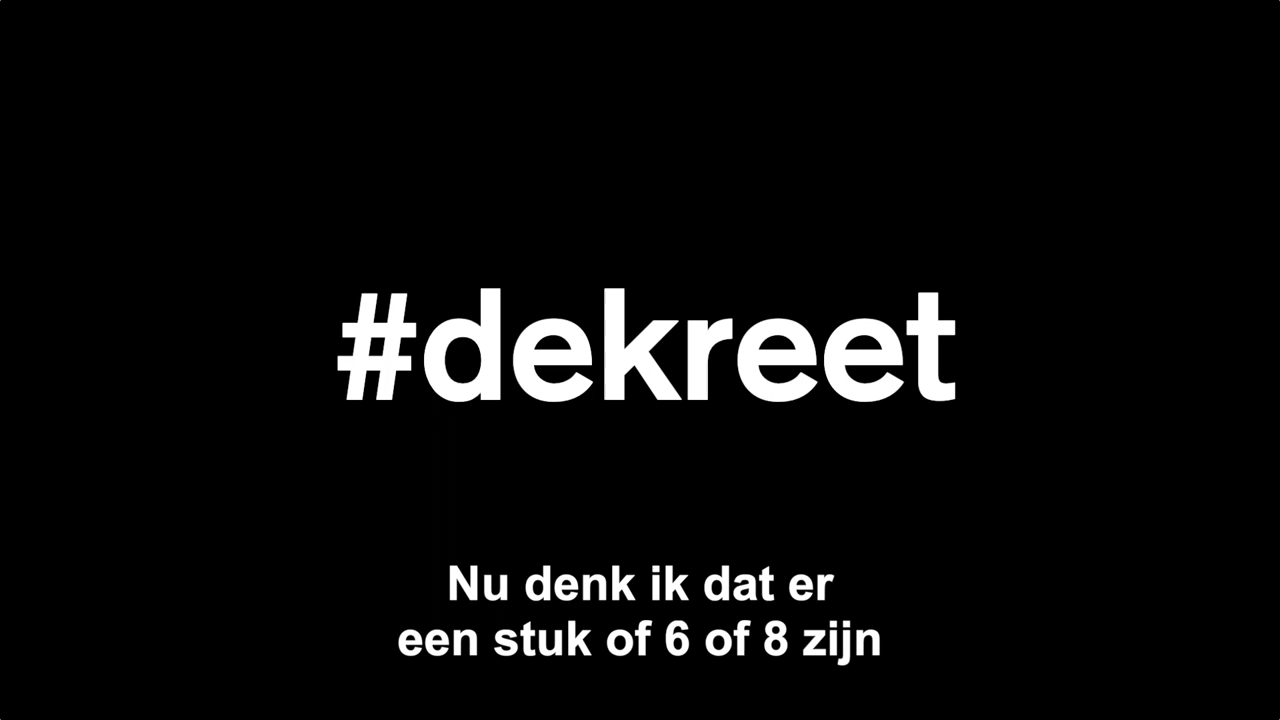 #dekreet
Nu denk ik dat er
een stuk of 6 of 8 zijn